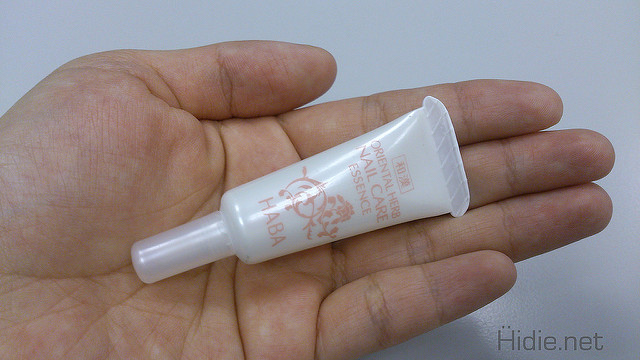 和漢
ORIENTAL HERB
NAIL CARE
ESSENCE
HABA
Hidie.net